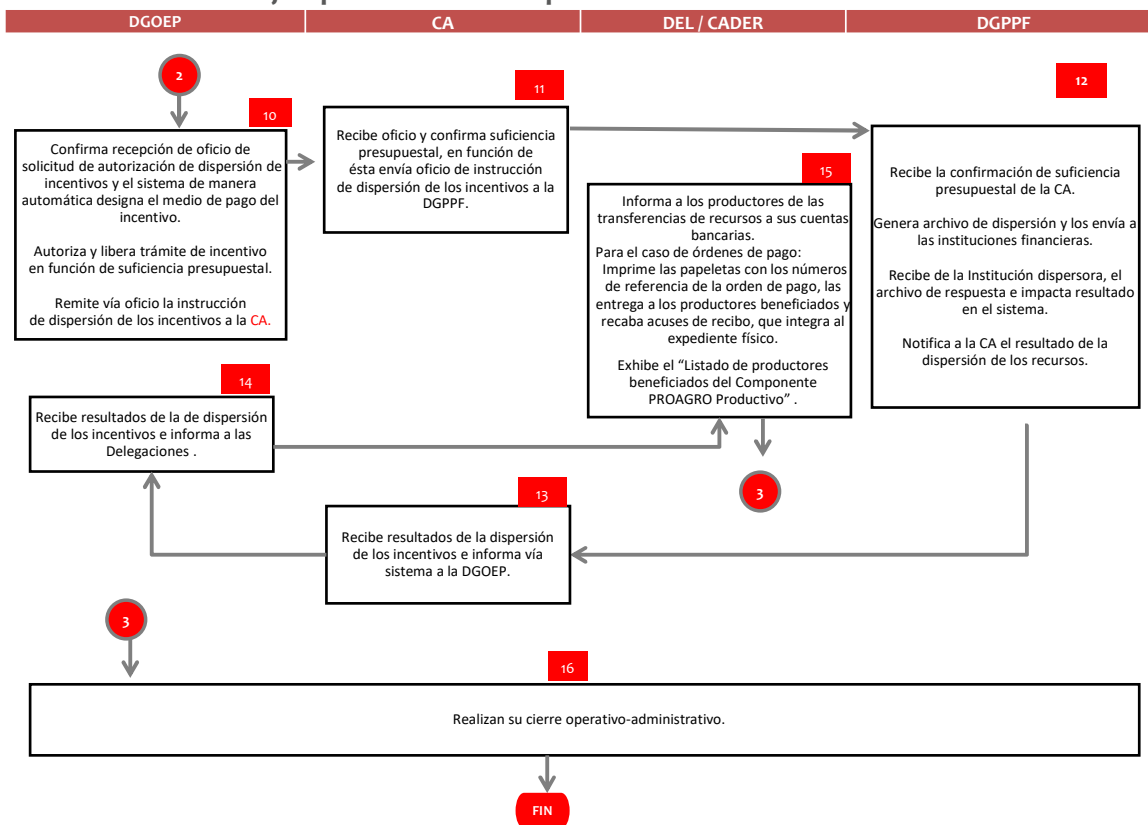 DGOEP
CA
DEL / CADER
DGPPF
2
10
Confirma recepción de oficio de
solicitud de autorización de dispersión de
incentivos y el sistema de manera
automática designa el medio de pago del
incentivo.
Autoriza y libera trámite de incentivo
en función de suficiencia presupuestal.
Remite vía oficio la instrucción
de dispersión de los incentivos a la CA.
11
Recibe oficio y confirma suficiencia
presupuestal, en función de
ésta envía oficio de instrucción
de dispersión de los incentivos a la
DGPPF.
12
Recibe la confirmación de suficiencia
presupuestal de la CA.
Genera archivo de dispersión y los envía a
las instituciones financieras.
Recibe de la Institución dispersora, el
archivo de respuesta e impacta resultado
en el sistema.
Notifica a la CA el resultado de la
dispersión de los recursos.
15
Informa a los productores de las
transferencias de recursos a sus cuentas
bancarias.
Para el caso de órdenes de pago:
Imprime las papeletas con los números
de referencia de la orden de pago, las
entrega a los productores beneficiados y
recaba acuses de recibo, que integra al
expediente físico.
Exhibe el “Listado de productores
beneficiados del Componente
PROAGRO Productivo” .
14
Recibe resultados de la de dispersión
de los incentivos e informa a las
Delegaciones .
3
13
Recibe resultados de la dispersión
de los incentivos e informa vía
sistema a la DGOEP.
3
16
Realizan su cierre operativo-administrativo.
FIN